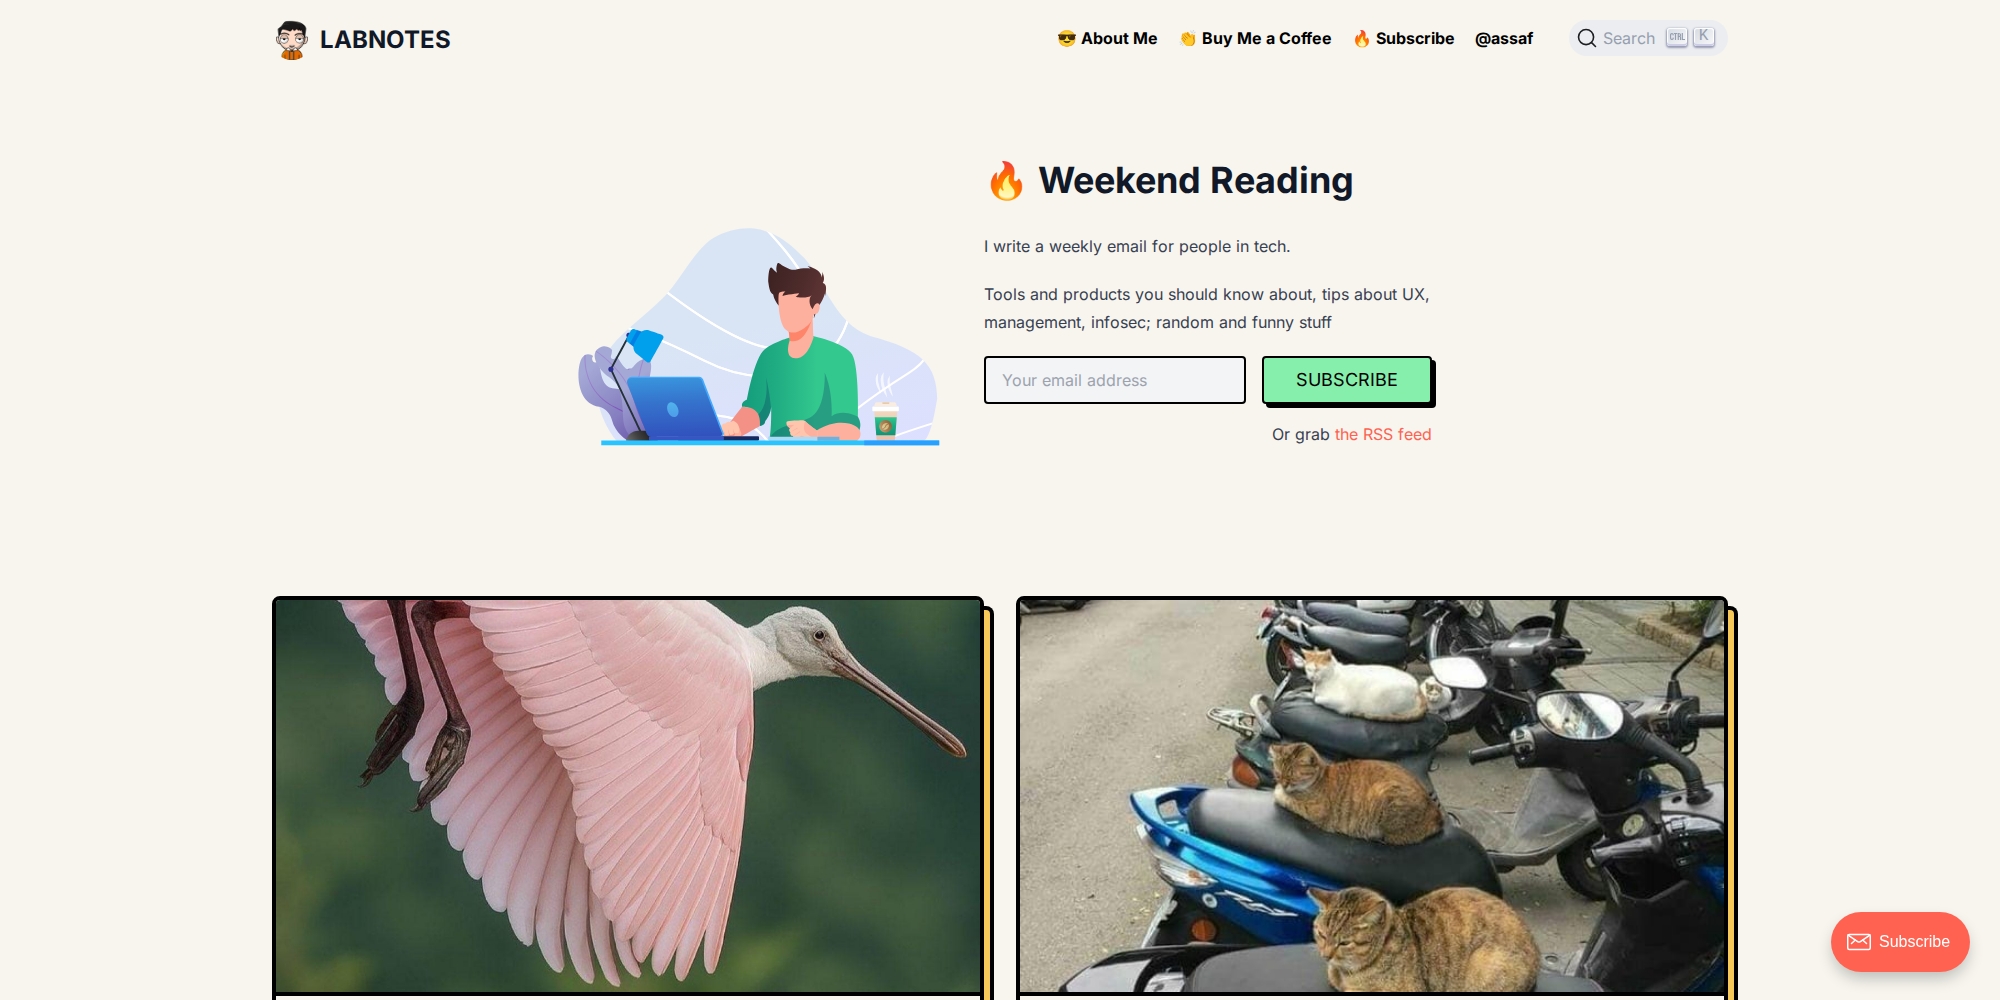 LABNOTES
😎 About Me
👏 Buy Me a Coffee
🔥 Subscribe
@assaf
Search CTRL K
🔥 Weekend Reading
I write a weekly email for people in tech.
Tools and products you should know about, tips about UX,
management, infosec; random and funny stuff
Your email address
SUBSCRIBE
Or grab the RSS feed
Subscribe